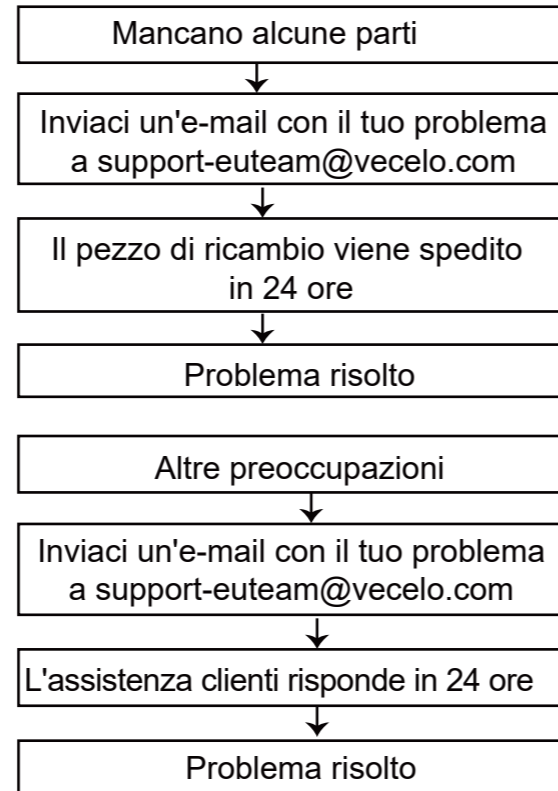 Mancano alcune parti
Inviaci un'e-mail con il tuo problema
a support-euteam@vecelo.com
Il pezzo di ricambio viene spedito
in 24 ore
Problema risolto
Altre preoccupazioni
Inviaci un'e-mail con il tuo problema
a support-euteam@vecelo.com
L'assistenza clienti risponde in 24 ore
Problema risolto